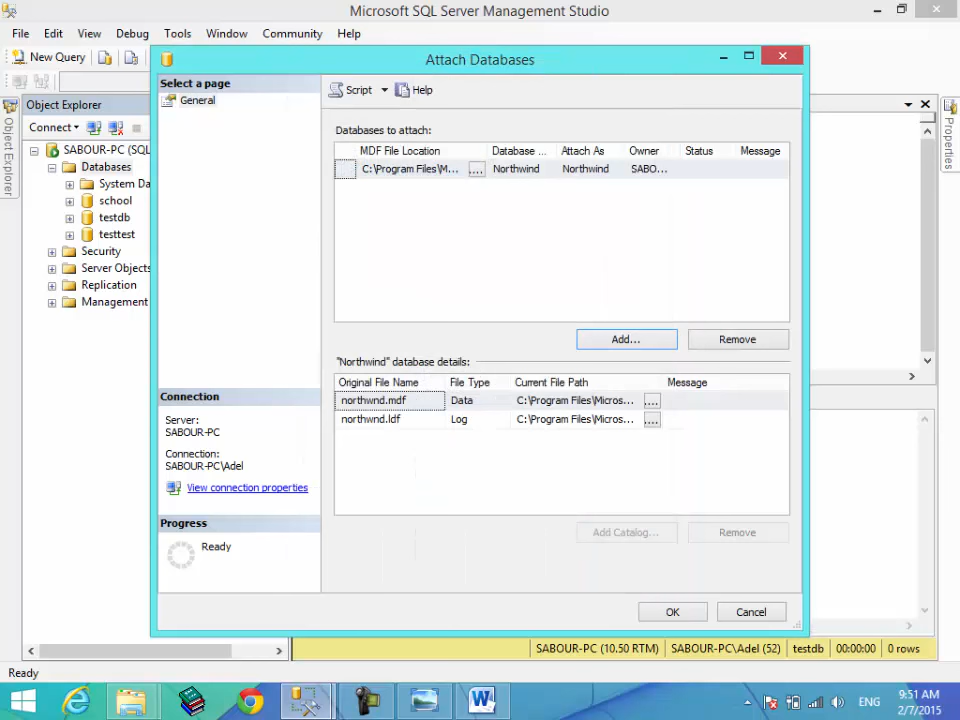 Microsoft SQL Server Management Studio
File Edit View Debug Tools Window Community Help
New Query
Attach Databases
Select a page
General
Script Help
Object Explorer
Connect
SABOUR-PC (SQL
Databases
System Da
school
testdb
testtest
Security
Server Objects
Replication
Management
Object Explorer
Properties
Databases to attach:
MDF File Location Database ... Attach As Owner Status Message
C:\Program Files\M... .... Northwind Northwind SABO...
Add... Remove
"Northwind" database details:
Original File Name File Type Current File Path Message
northwnd.mdf Data C:\Program Files\Micros... ....
northwnd.ldf Log C:\Program Files\Micros... ....
Add Catalog... Remove
Connection
Server:
SABOUR-PC
Connection:
SABOUR-PC\Adel
View connection properties
Progress
Ready
OK Cancel
SABOUR-PC (10.50 RTM) SABOUR-PC\Adel (52) testdb 00:00:00 0 rows
Ready
ENG
9:51 AM
2/7/2015